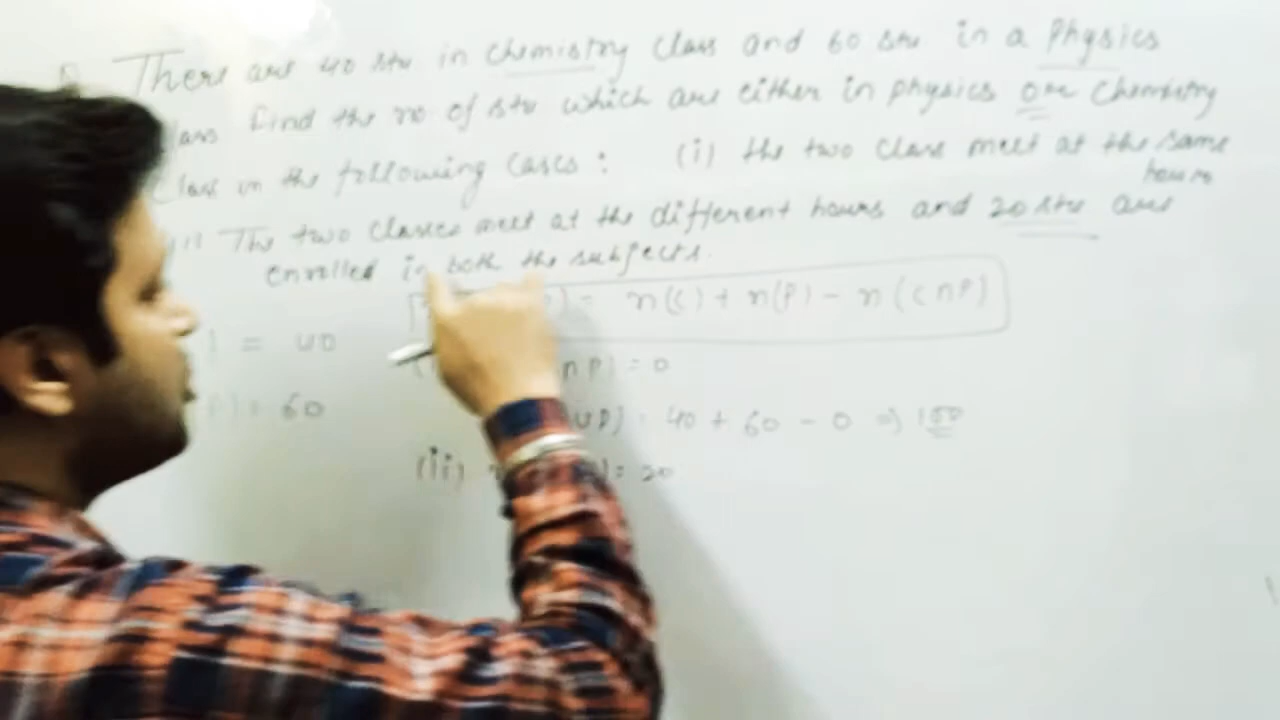 There are 40 stu in Chemistry Class and 60 stu. in a Physics
Class find the no of stu which are either in physics or Chemistry
Class in the following Cases : (i) the two Class meet at the same
hours
The two Classes meet at the different hours and 20 stu are
enrolled in both the subjects.
) = n(C) + n(P) - n(C∩P)
= 40
∩P) = 0
) = 60
∪P) = 40 + 60 - 0 ⇒ 100
(ii) ) = 20